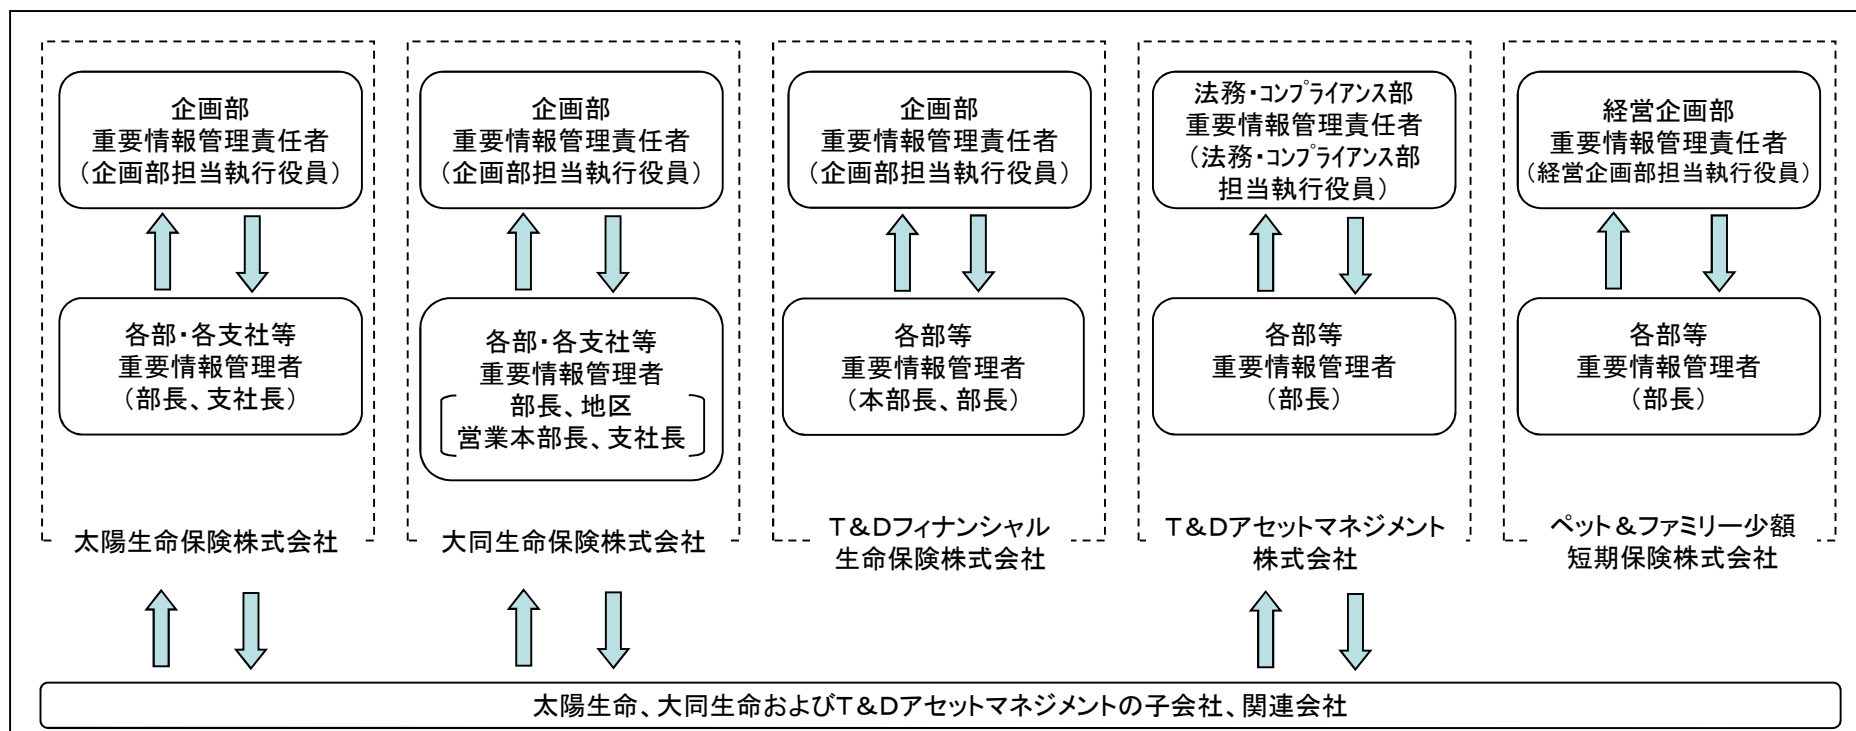 企画部
重要情報管理責任者
（企画部担当執行役員）
各部・各支社等
重要情報管理者
（部長、支社長）
太陽生命保険株式会社
企画部
重要情報管理責任者
（企画部担当執行役員）
各部・各支社等
重要情報管理者
部長、地区
営業本部長、支社長
大同生命保険株式会社
企画部
重要情報管理責任者
（企画部担当執行役員）
各部等
重要情報管理者
（本部長、部長）
Ｔ＆Ｄフィナンシャル
生命保険株式会社
法務・ｺﾝﾌﾟﾗｲｱﾝｽ部
重要情報管理責任者
（法務・ｺﾝﾌﾟﾗｲｱﾝｽ部
担当執行役員）
各部等
重要情報管理者
（部長）
Ｔ＆Ｄアセットマネジメント
株式会社
経営企画部
重要情報管理責任者
（経営企画部担当執行役員）
各部等
重要情報管理者
（部長）
ペット＆ファミリー少額
短期保険株式会社
太陽生命、大同生命およびＴ＆Ｄアセットマネジメントの子会社、関連会社